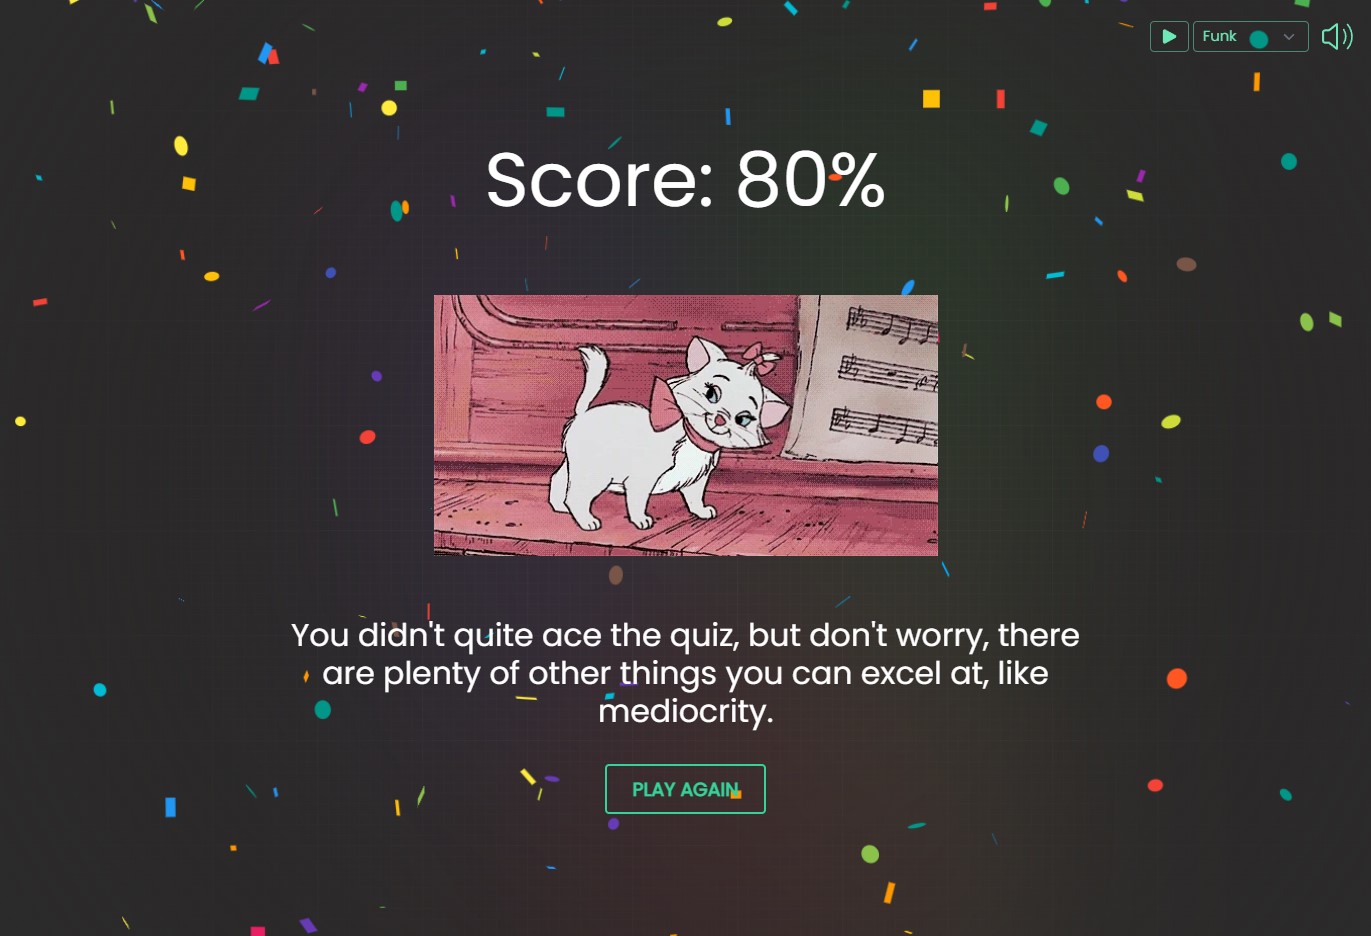 Funk
Score: 80%
You didn't quite ace the quiz, but don't worry, there
are plenty of other things you can excel at, like
mediocrity.
PLAY AGAIN